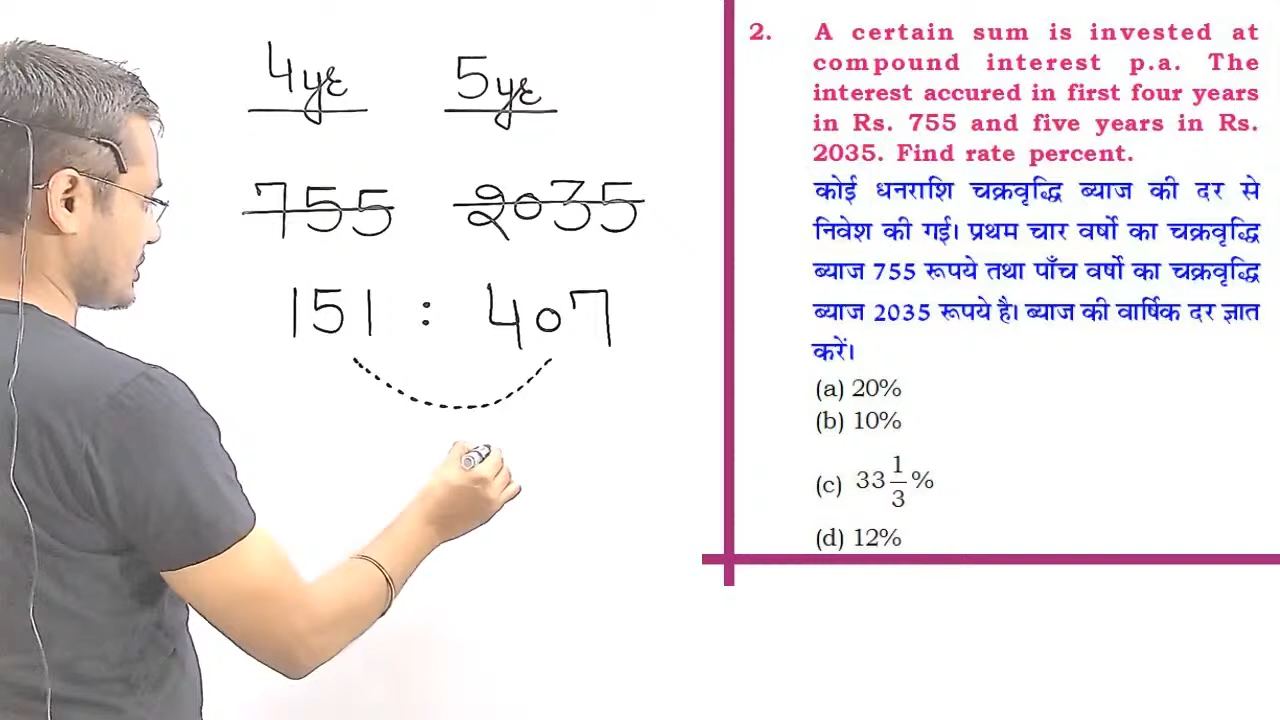 4yr 5yr
755 2035
151 : 407
2. A certain sum is invested at
compound interest p.a. The
interest accured in first four years
in Rs. 755 and five years in Rs.
2035. Find rate percent.
कोई धनराशि चक्रवृद्धि ब्याज की दर से
निवेश की गई। प्रथम चार वर्षो का चक्रवृद्धि
ब्याज 755 रूपये तथा पाँच वर्षो का चक्रवृद्धि
ब्याज 2035 रूपये है। ब्याज की वार्षिक दर ज्ञात
करें।
(a) 20%
(b) 10%
(c) 33 1/3 %
(d) 12%